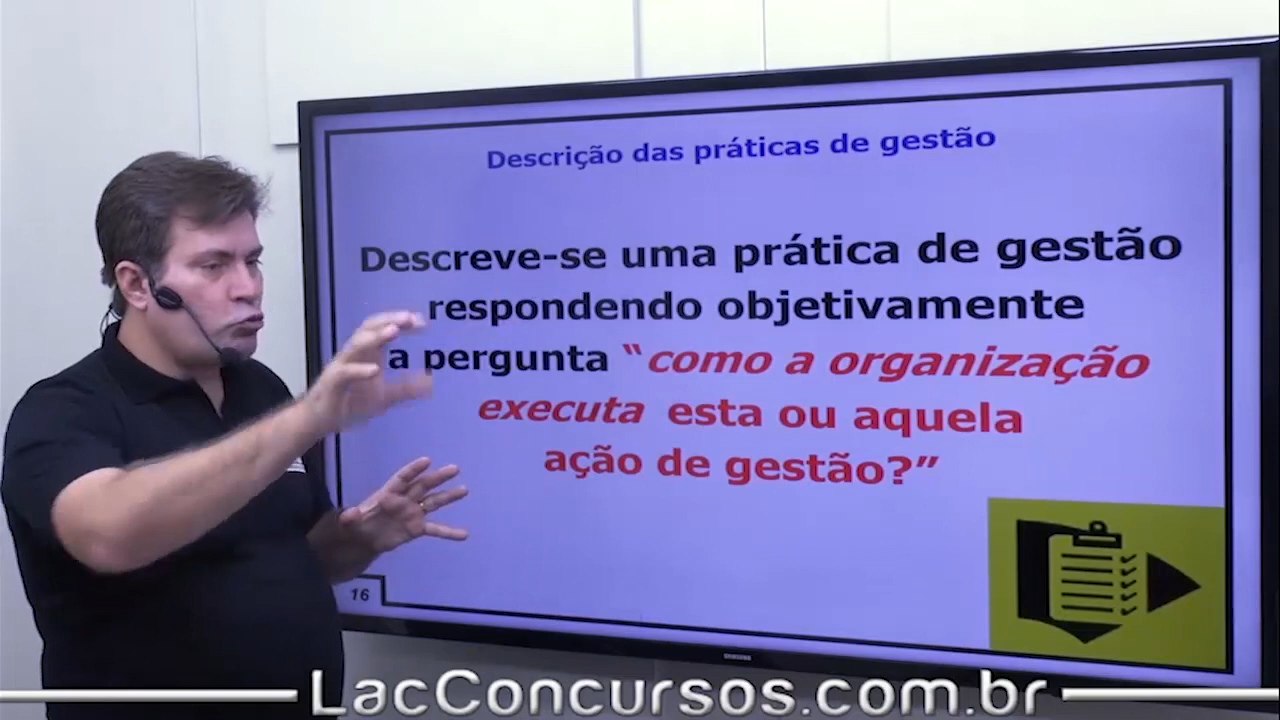 Descrição das práticas de gestão
Descreve-se uma prática de gestão
respondendo objetivamente
a pergunta “como a organização
executa esta ou aquela
ação de gestão?”
16
SAMSUNG
LacConcursos.com.br